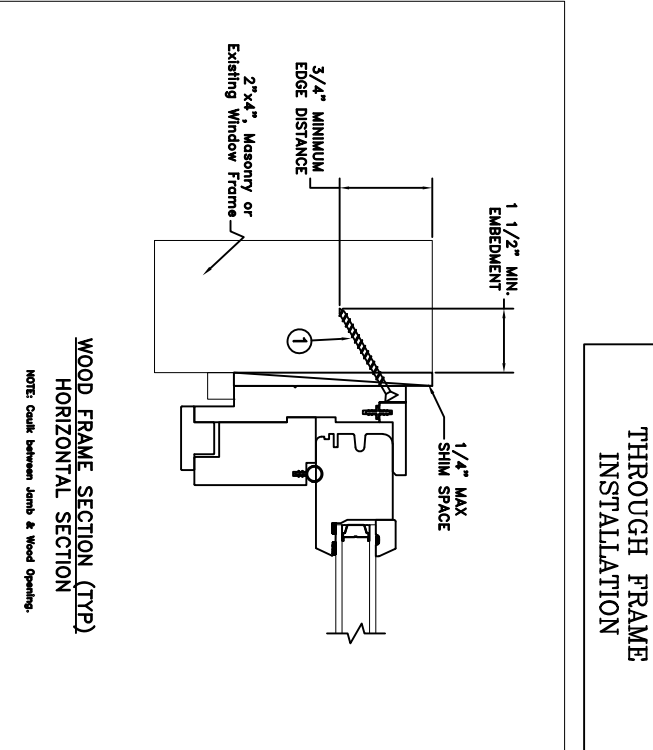 THROUGH FRAME
INSTALLATION
1 1/2" MIN.
EMBEDMENT
1/4" MAX
SHIM SPACE
3/4" MINIMUM
EDGE DISTANCE
1
2"x4", Masonry or
Existing Window Frame
WOOD FRAME SECTION (TYP)
HORIZONTAL SECTION
NOTE: Caulk between Jamb & Wood Opening.